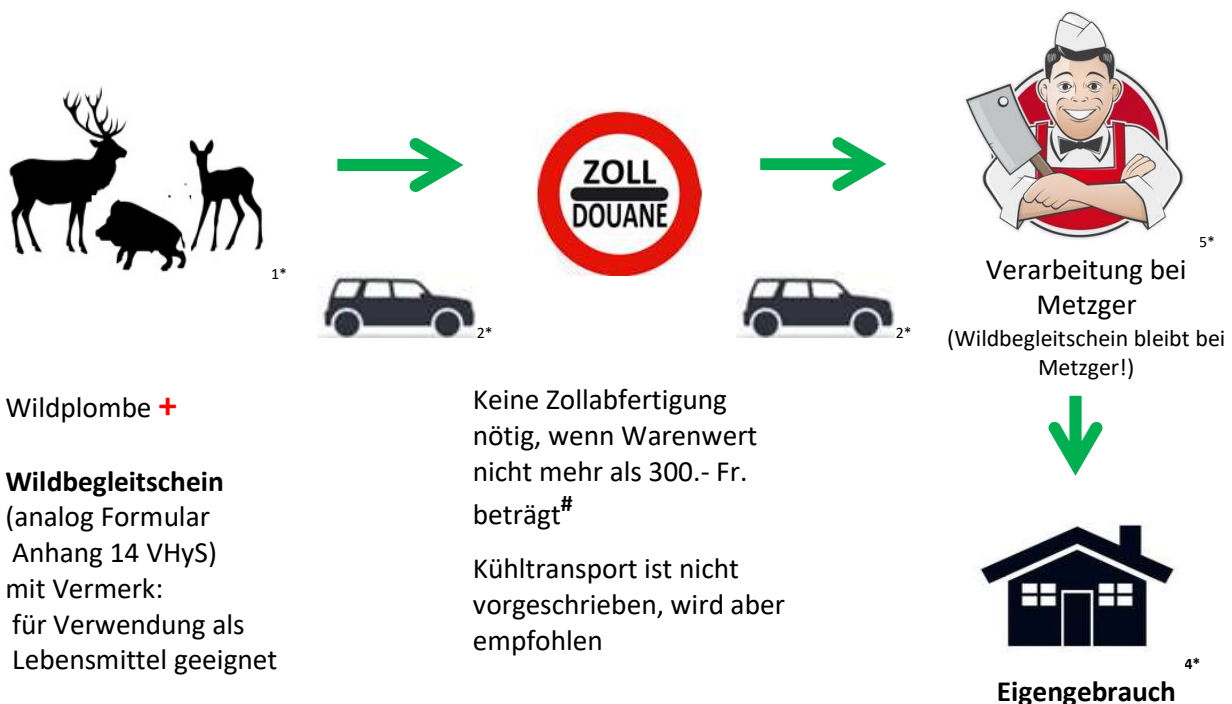 ZOLL
DOUANE
1*
2*
2*
5*
Verarbeitung bei
Metzger
(Wildbegleitschein bleibt bei
Metzger!)
Wildplombe +
Wildbegleitschein
(analog Formular
Anhang 14 VHyS)
mit Vermerk:
für Verwendung als
Lebensmittel geeignet
Keine Zollabfertigung
nötig, wenn Warenwert
nicht mehr als 300.- Fr.
beträgt#
Kühltransport ist nicht
vorgeschrieben, wird aber
empfohlen
4*
Eigengebrauch